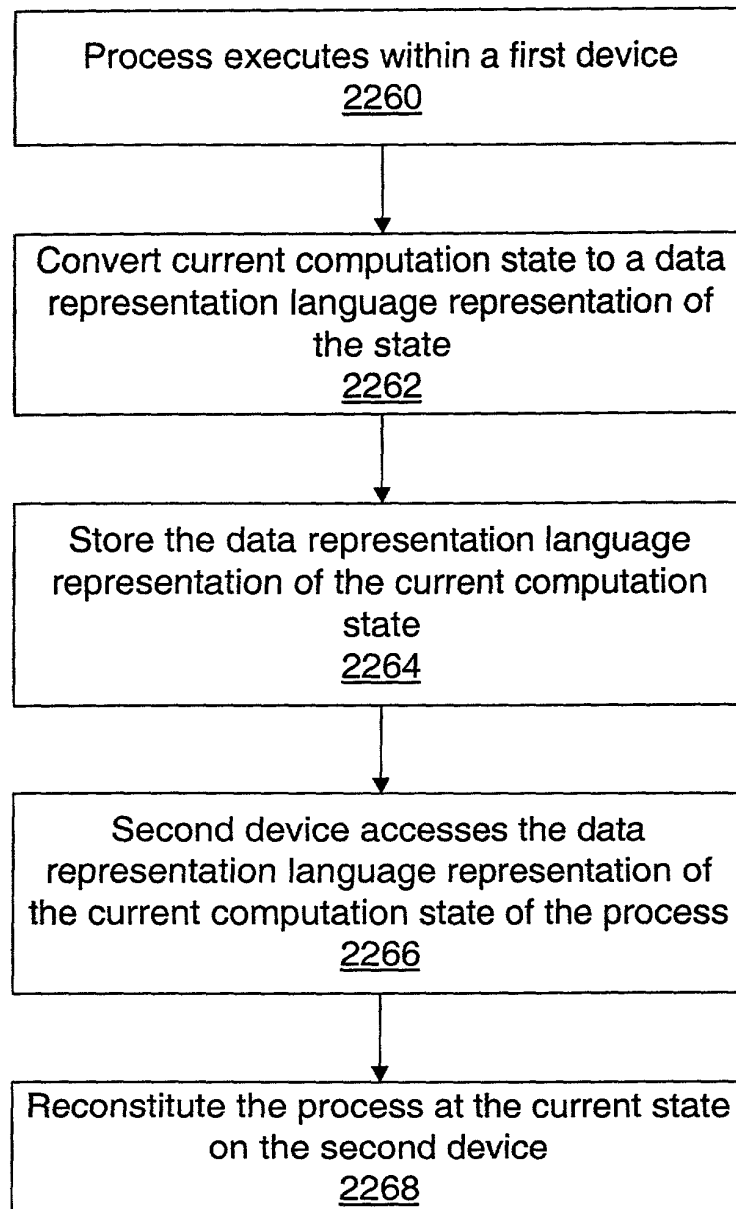 Process executes within a first device
2260
Convert current computation state to a data
representation language representation of
the state
2262
Store the data representation language
representation of the current computation
state
2264
Second device accesses the data
representation language representation of
the current computation state of the process
2266
Reconstitute the process at the current state
on the second device
2268